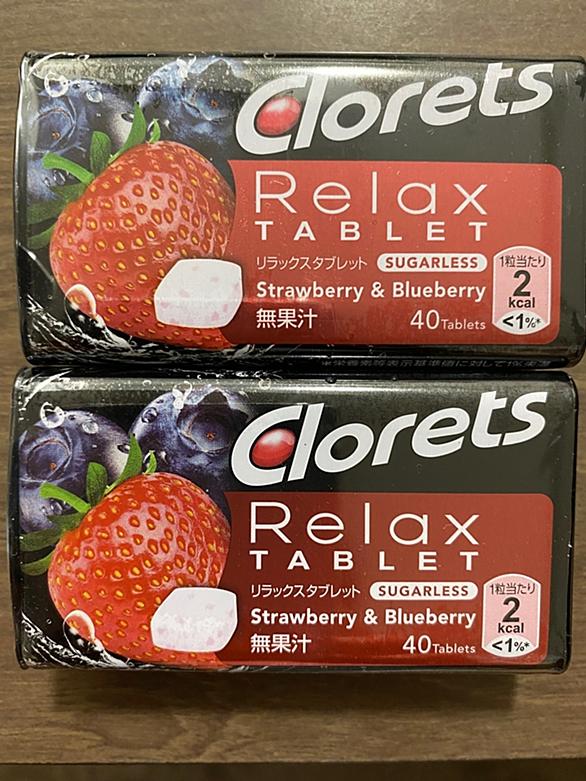 Clorets
Relax
TABLET
リラックスタブレット SUGARLESS
Strawberry & Blueberry
無果汁 40Tablets
1粒当たり
2
kcal
<1%*
Clorets
Relax
TABLET
リラックスタブレット SUGARLESS
Strawberry & Blueberry
無果汁 40Tablets
1粒当たり
2
kcal
<1%*